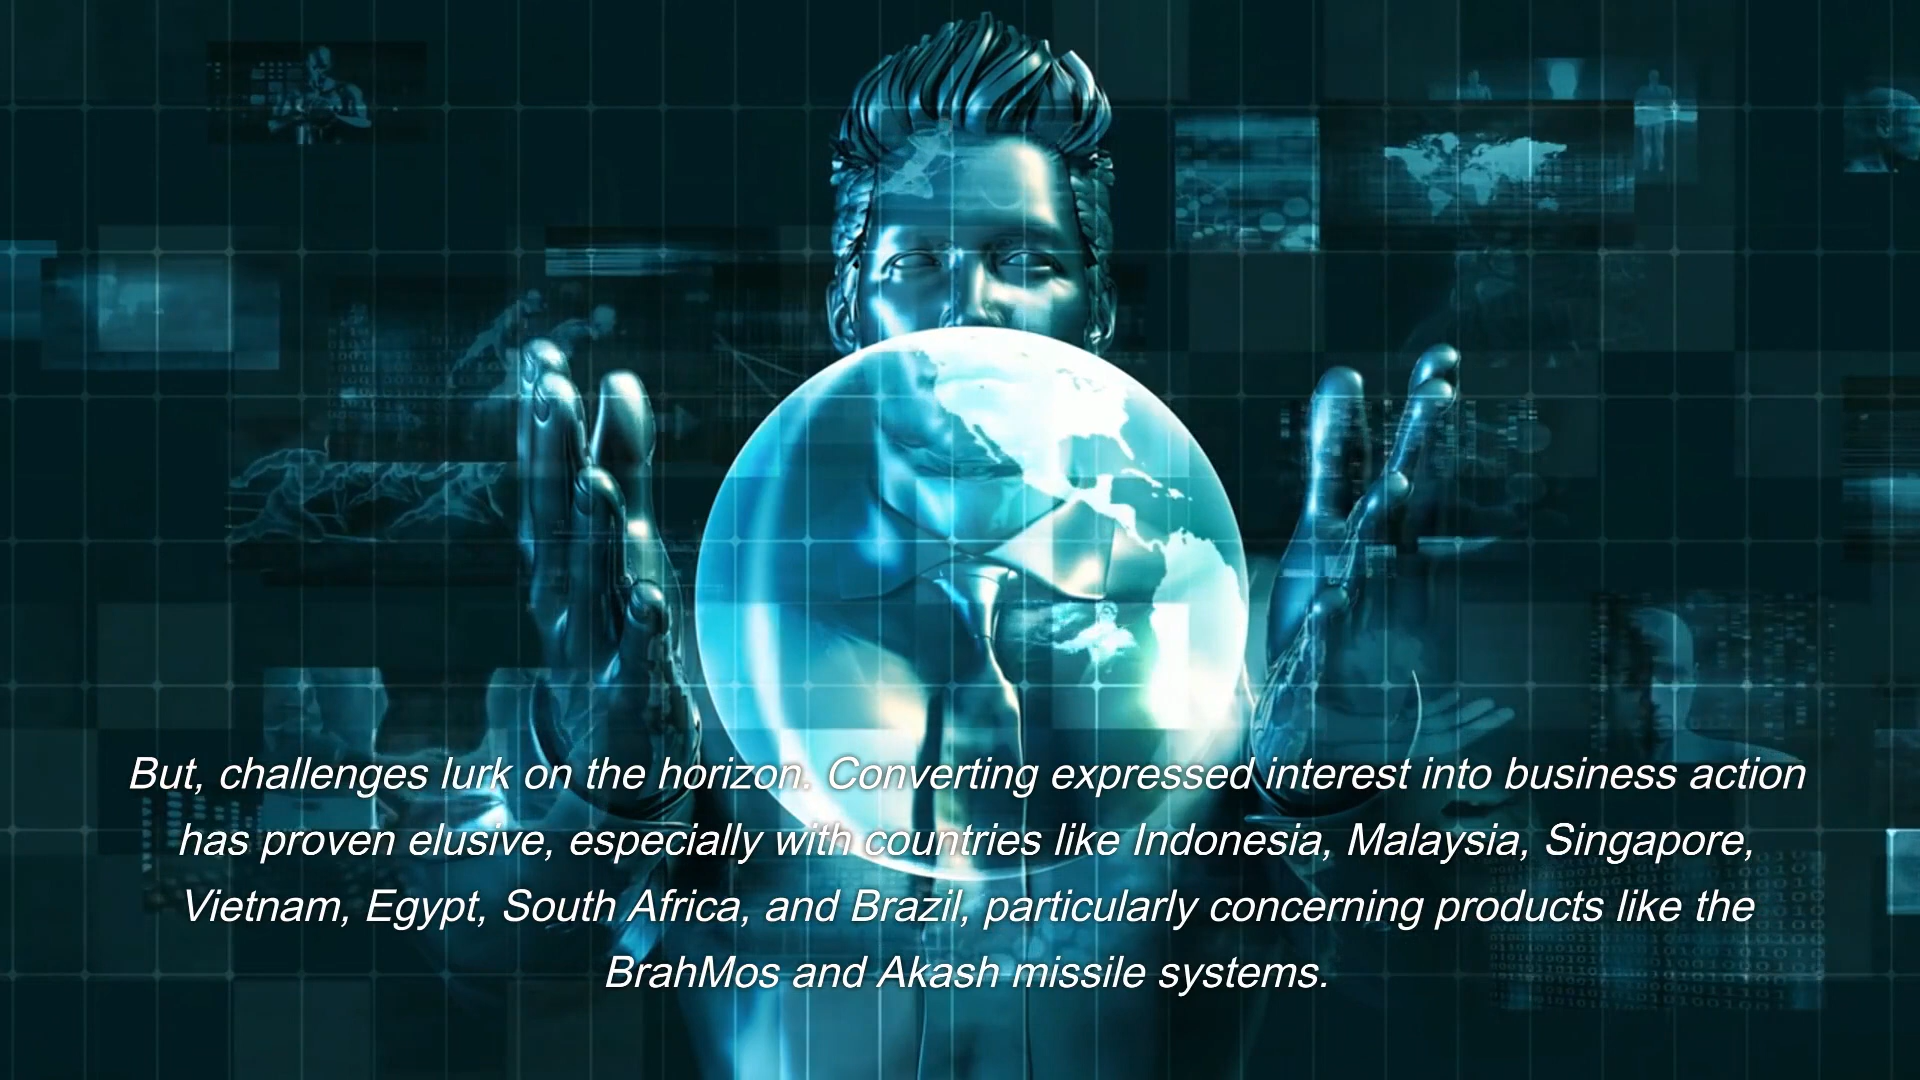 But, challenges lurk on the horizon. Converting expressed interest into business action
has proven elusive, especially with countries like Indonesia, Malaysia, Singapore,
Vietnam, Egypt, South Africa, and Brazil, particularly concerning products like the
BrahMos and Akash missile systems.